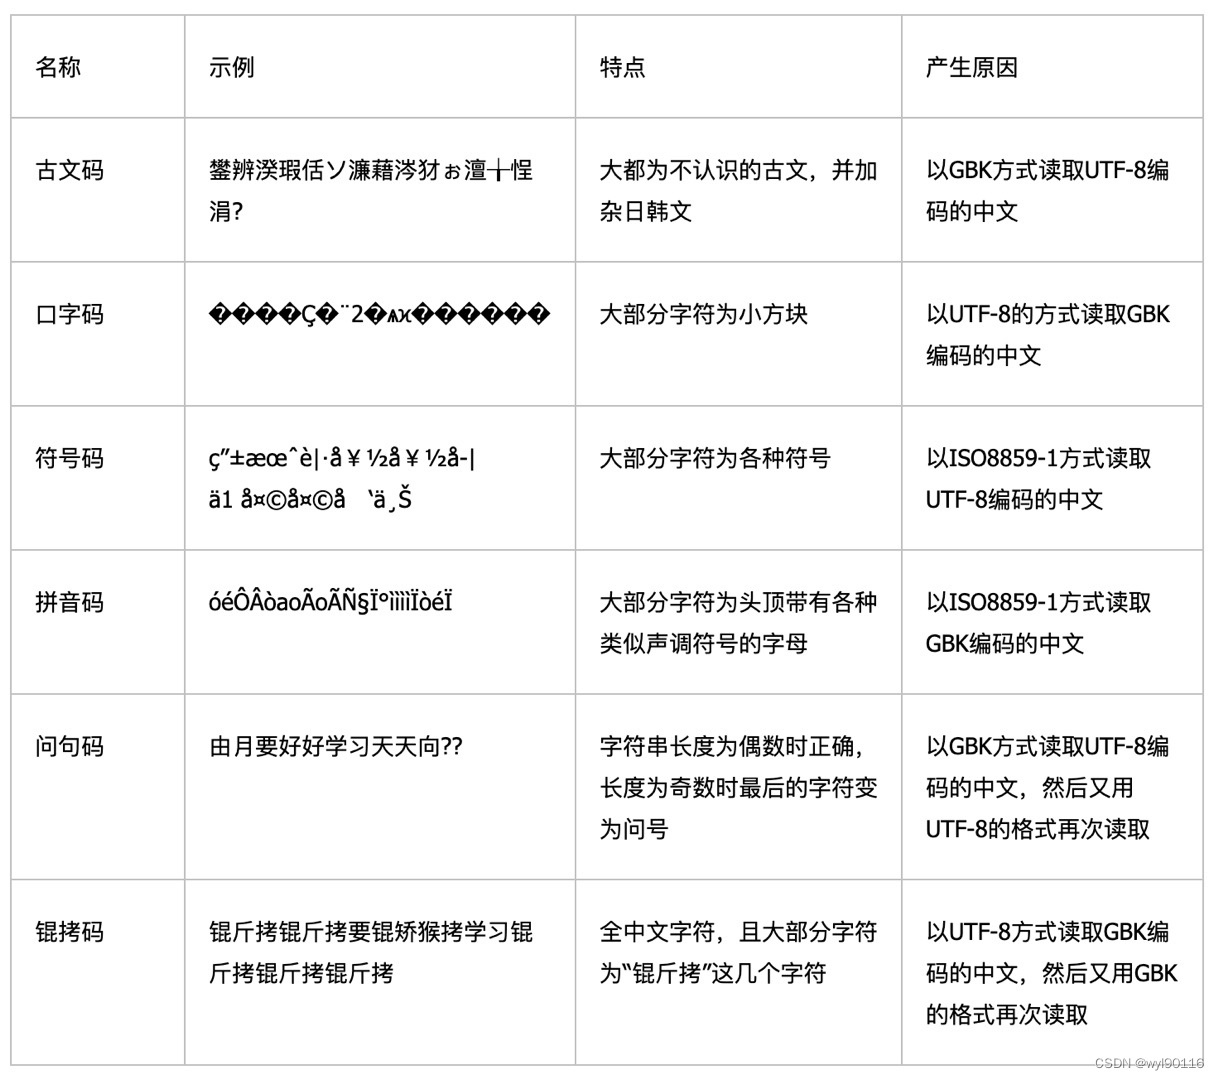 名称
示例
特点
产生原因
古文码
鐢辨湀瑕佸ソ濂藉涔犲ぉ澶╁悜
涓?
大都为不认识的古文，并加
杂日韩文
以GBK方式读取UTF-8编
码的中文
口字码
����Ç�¨2�ѧϰ������
大部分字符为小方块
以UTF-8的方式读取GBK
编码的中文
符号码
ç”±æœˆè|·å￥½å￥½å-|
ä1 å¤©å¤©å ‘ä¸Š
大部分字符为各种符号
以ISO8859-1方式读取
UTF-8编码的中文
拼音码
óéÔÂòaoÃoÃÑ§Ï°ììììÏòéÏ
大部分字符为头顶带有各种
类似声调符号的字母
以ISO8859-1方式读取
GBK编码的中文
问句码
由月要好好学习天天向??
字符串长度为偶数时正确，
长度为奇数时最后的字符变
为问号
以GBK方式读取UTF-8编
码的中文，然后又用
UTF-8的格式再次读取
锟拷码
锟斤拷锟斤拷要锟矫猴拷学习锟
斤拷锟斤拷锟斤拷
全中文字符，且大部分字符
为“锟斤拷”这几个字符
以UTF-8方式读取GBK编
码的中文，然后又用GBK
的格式再次读取
CSDN @wyl90116